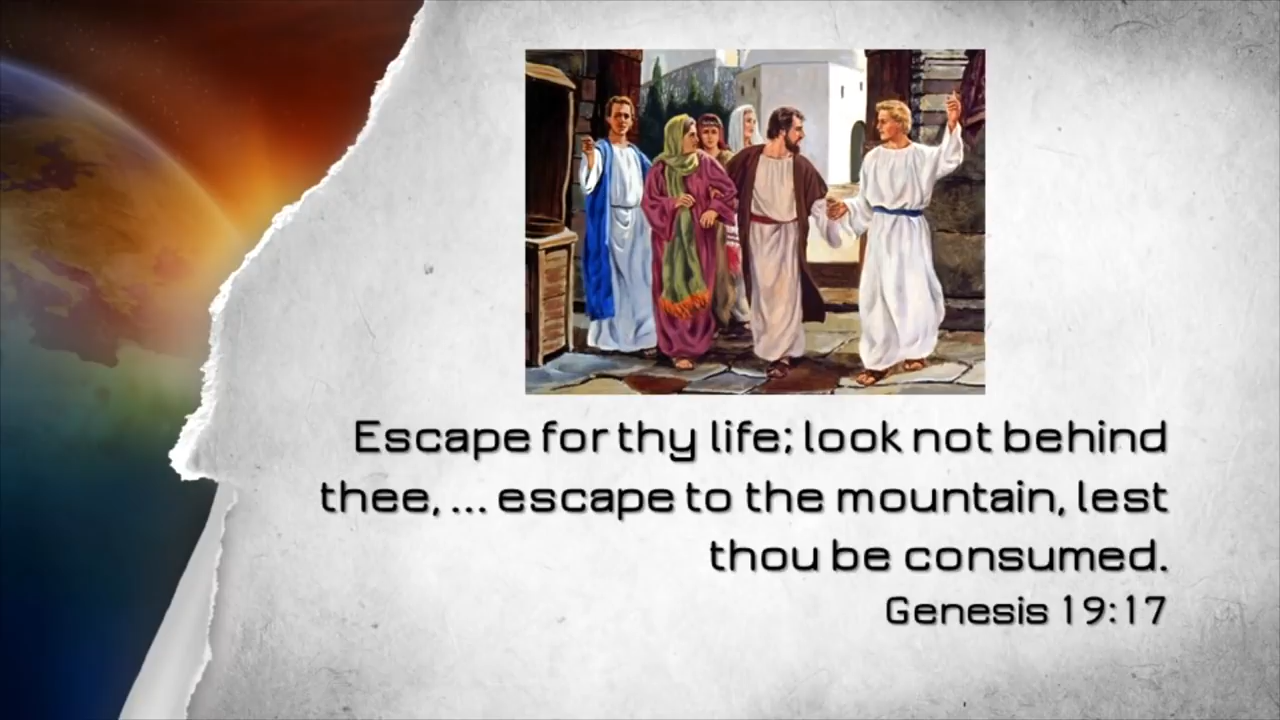 Escape for thy life; look not behind
thee, ... escape to the mountain, lest
thou be consumed.
Genesis 19:17